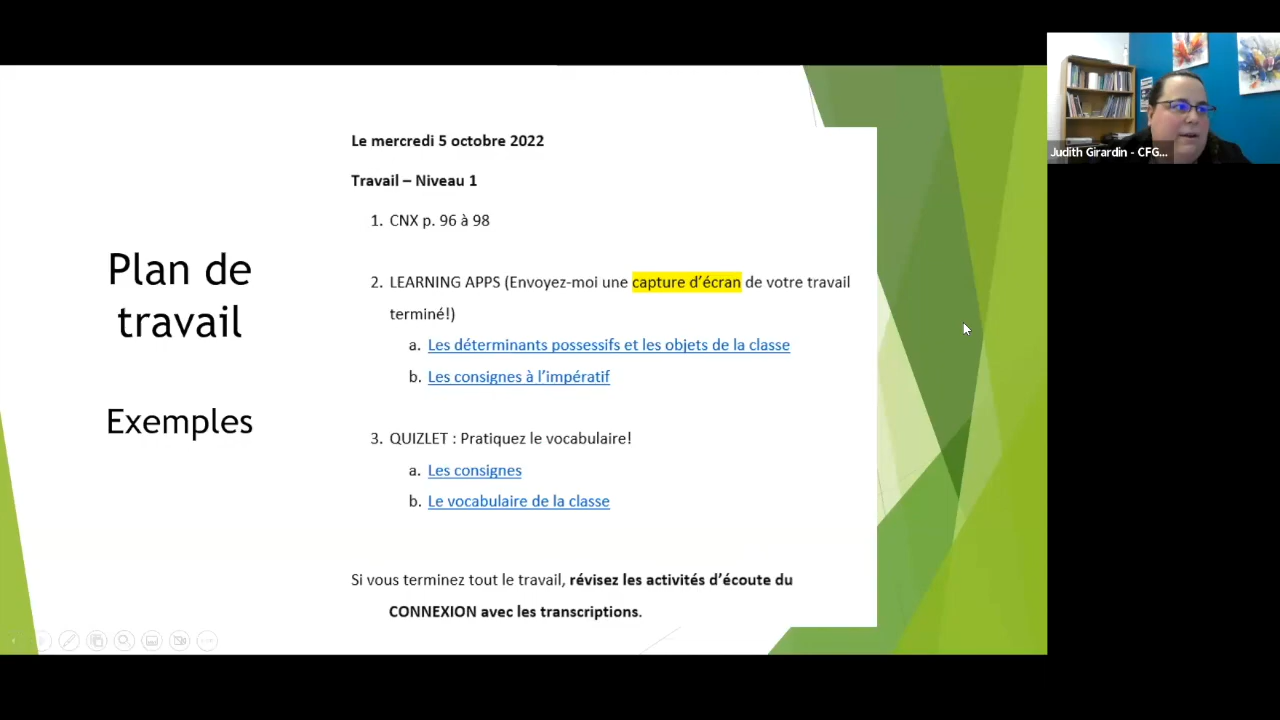 Plan de
travail
Exemples
Le mercredi 5 octobre 2022
Travail – Niveau 1
1. CNX p. 96 à 98
2. LEARNING APPS (Envoyez-moi une capture d'écran de votre travail
terminé!)
a. Les déterminants possessifs et les objets de la classe
b. Les consignes à l'impératif
3. QUIZLET : Pratiquez le vocabulaire!
a. Les consignes
b. Le vocabulaire de la classe
Si vous terminez tout le travail, révisez les activités d'écoute du
CONNEXION avec les transcriptions.
Judith Girardin - CFG...